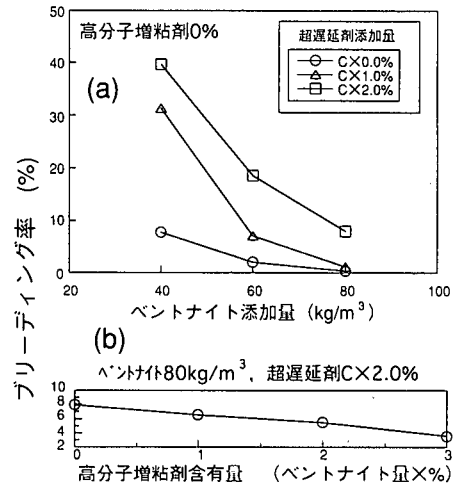 高分子増粘剤0%
超遅延剤添加量
C×0.0%
C×1.0%
C×2.0%
(a)
50
40
30
20
10
0
20 40 60 80 100
ベントナイト添加量 (kg/m³)
ブリーディング率 (%)
(b)
ベントナイト80kg/m³, 超遅延剤C×2.0%
10
8
6
4
2
0 1 2 3
高分子増粘剤含有量 (ベントナイト量×%)